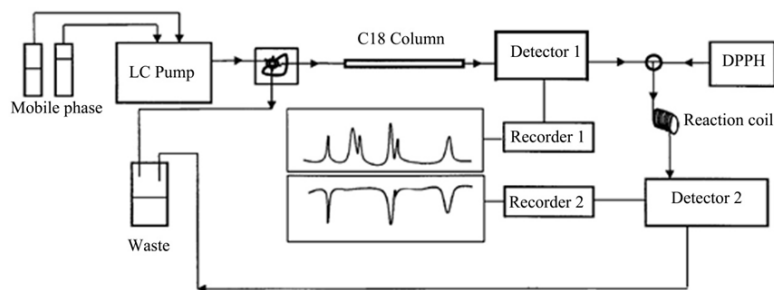 C18 Column
Detector 1
LC Pump
DPPH
Mobile phase
Reaction coil
Recorder 1
Recorder 2
Detector 2
Waste